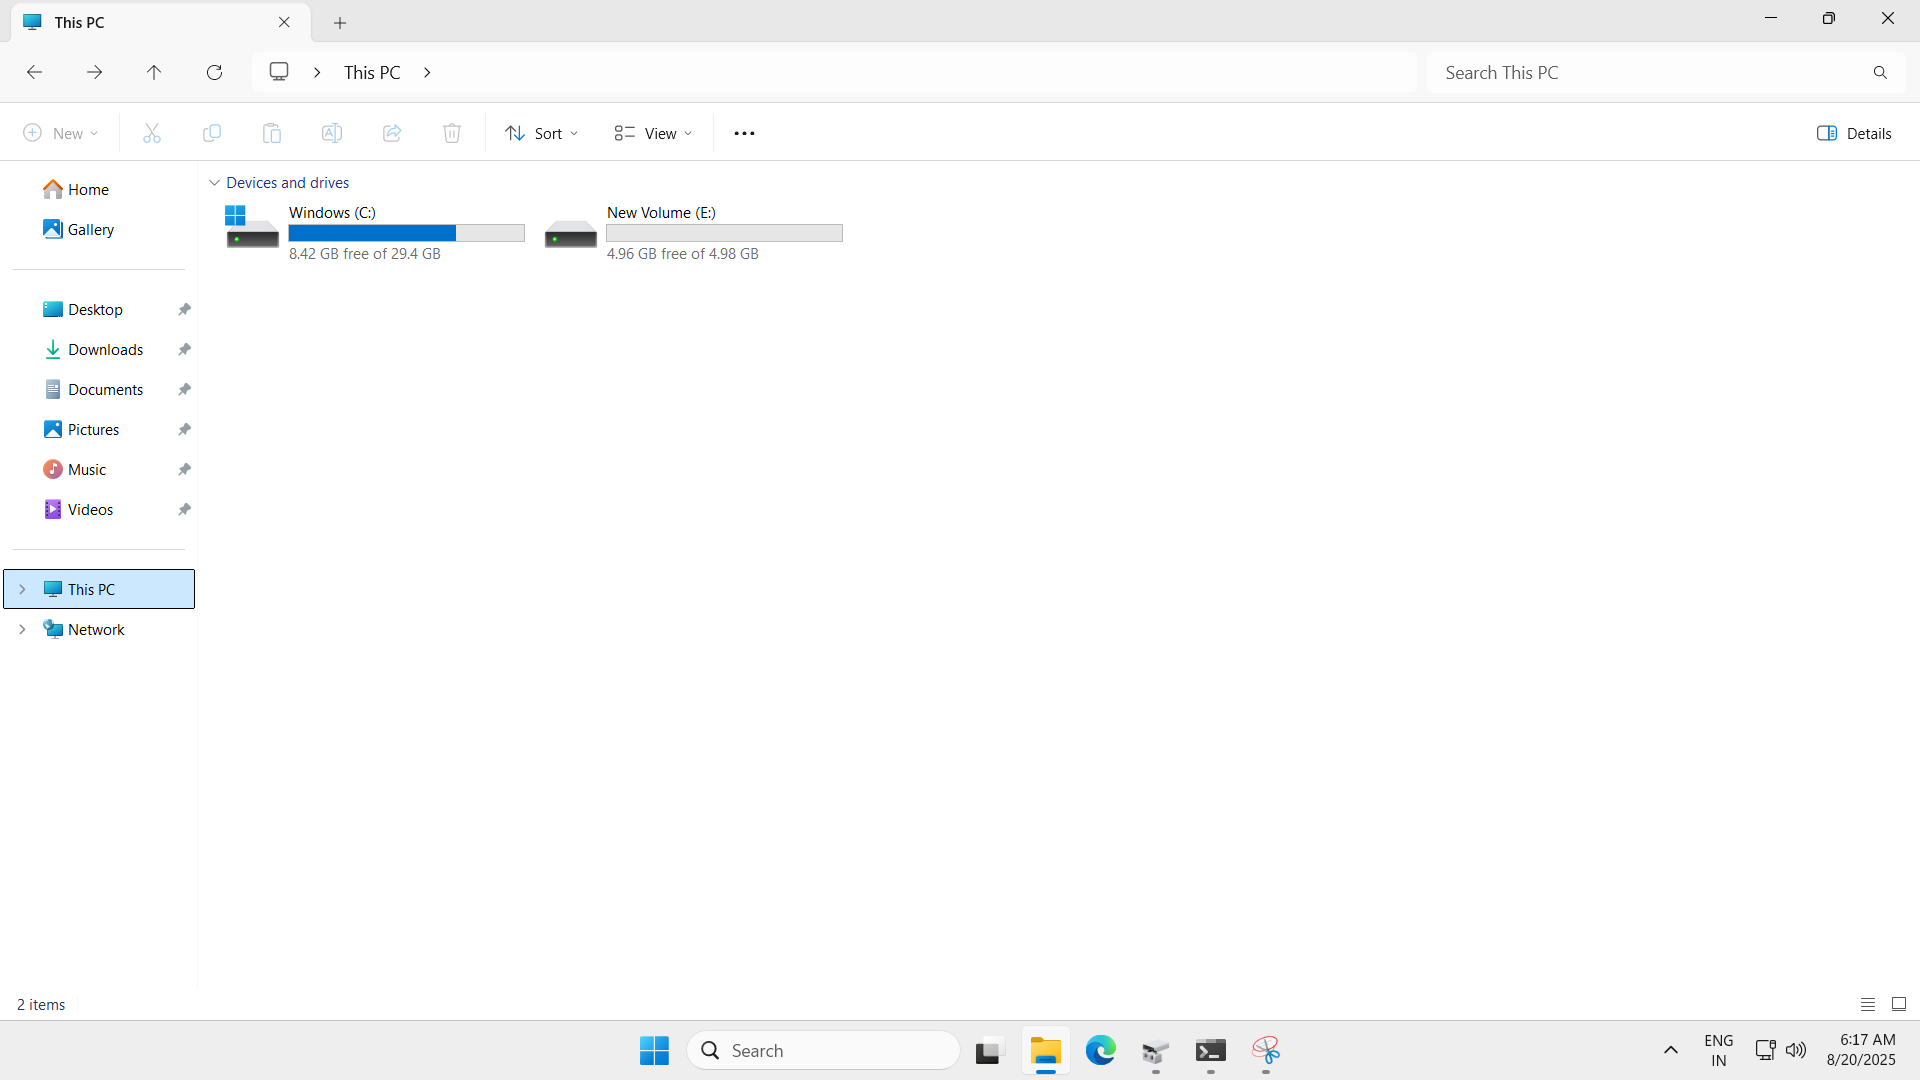 This PC
This PC
Search This PC
New
Sort
View
Details
Home
Gallery
Desktop
Downloads
Documents
Pictures
Music
Videos
This PC
Network
Devices and drives
Windows (C:)
8.42 GB free of 29.4 GB
New Volume (E:)
4.96 GB free of 4.98 GB
2 items
Search
ENG
IN
6:17 AM
8/20/2025